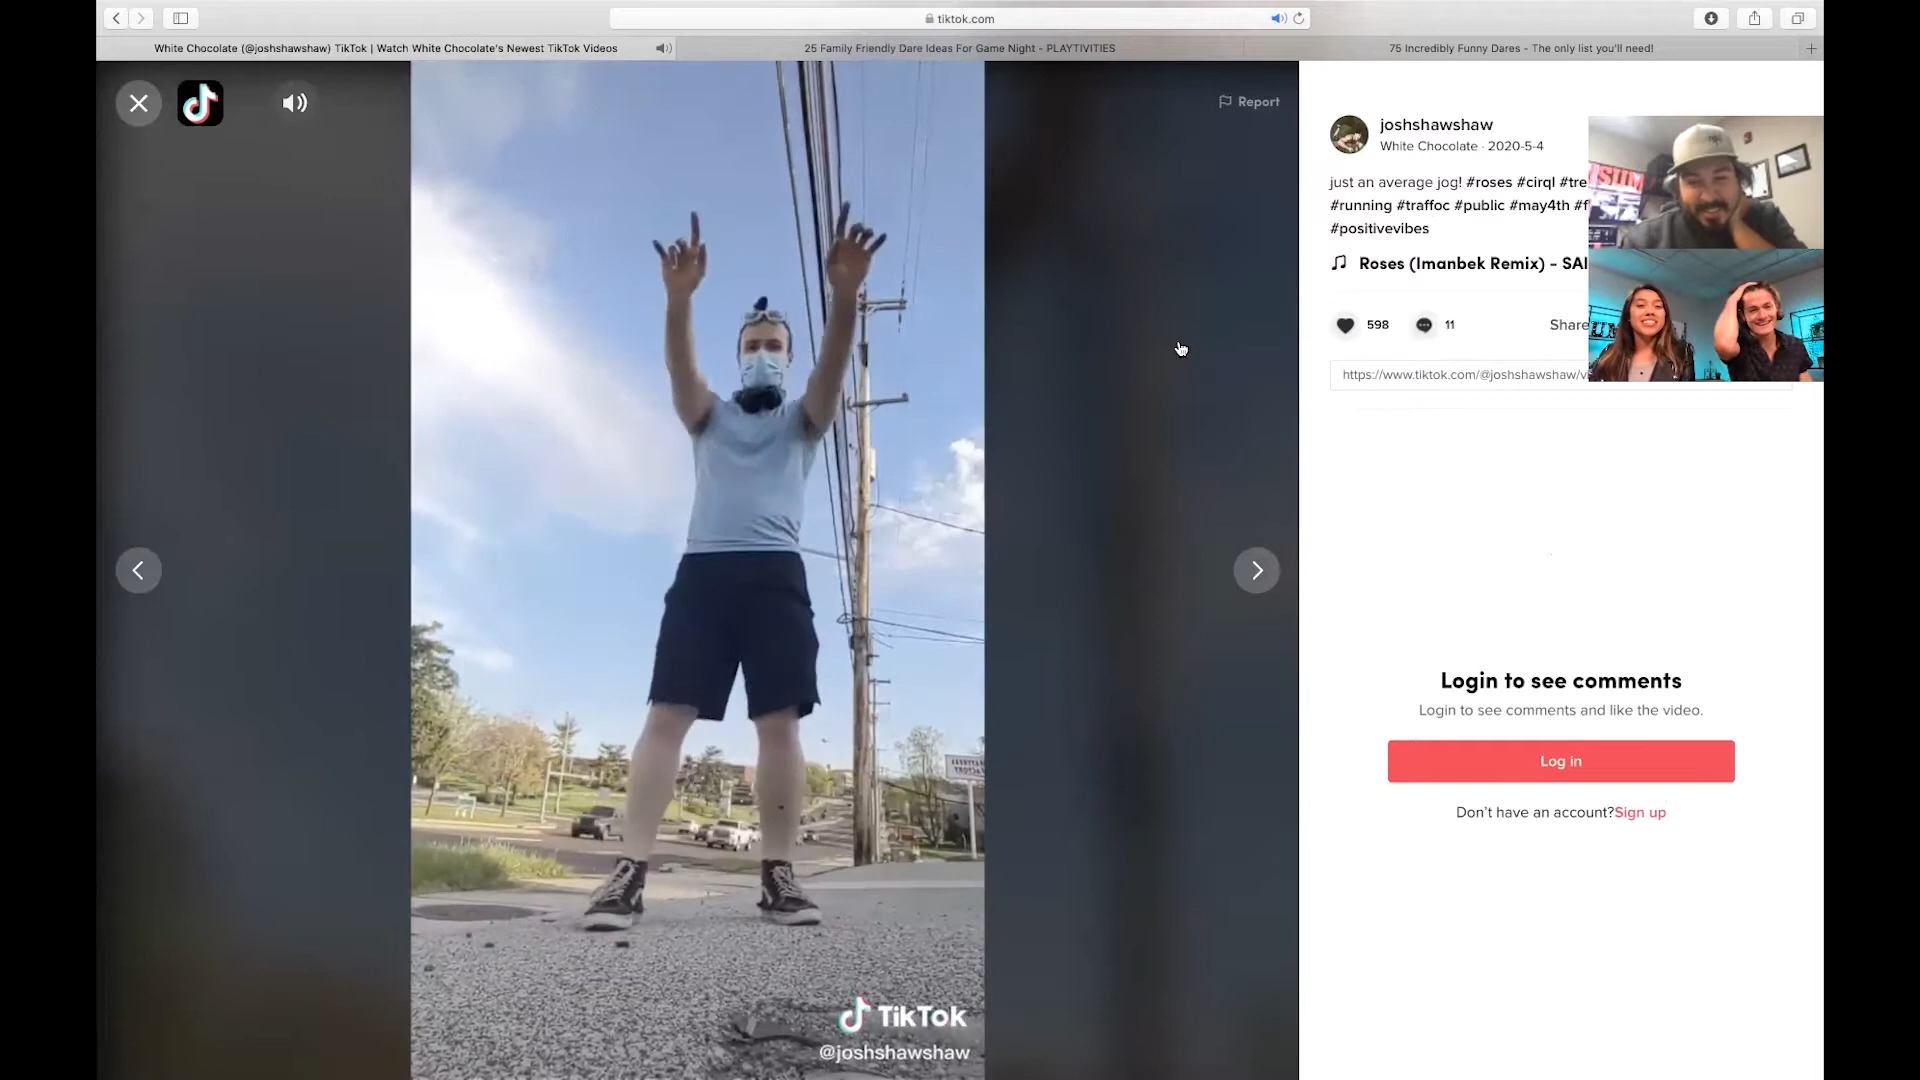 tiktok.com
White Chocolate (@joshshawshaw) TikTok | Watch White Chocolate's Newest TikTok Videos
25 Family Friendly Dare Ideas For Game Night - PLAYTIVITIES
75 Incredibly Funny Dares - The only list you'll need!
Report
joshshawshaw
White Chocolate · 2020-5-4
just an average jog! #roses #cirql #tre
#running #traffoc #public #may4th #f
#positivevibes
Roses (Imanbek Remix) - SAI
598
11
Share
https://www.tiktok.com/@joshshawshaw/v
Login to see comments
Login to see comments and like the video.
Log in
Don't have an account?Sign up
TikTok
@joshshawshaw